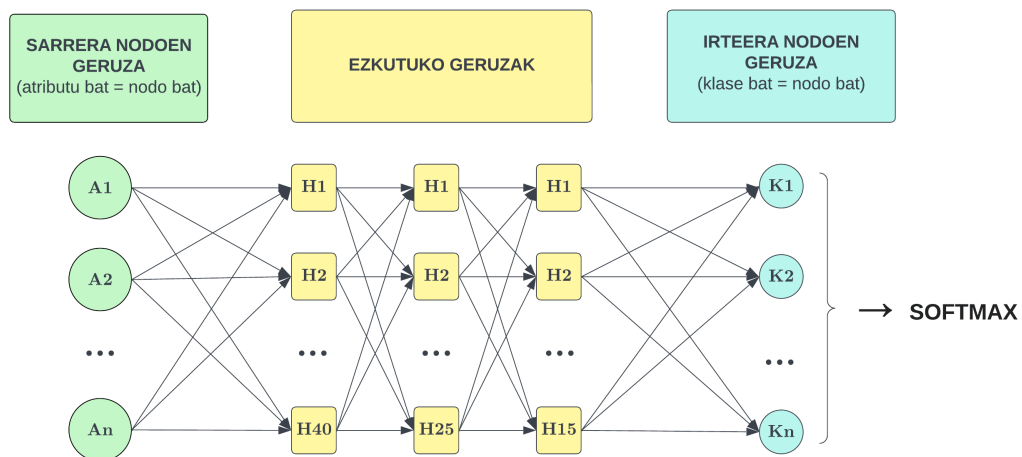 SARRERA NODOEN
GERUZA
(atributu bat = nodo bat)
EZKUTUKO GERUZAK
IRTEERA NODOEN
GERUZA
(klase bat = nodo bat)
A1 H1 H1 H1 K1
A2 H2 H2 H2 K2
→ SOFTMAX
... ... ... ... ...
An H40 H25 H15 Kn